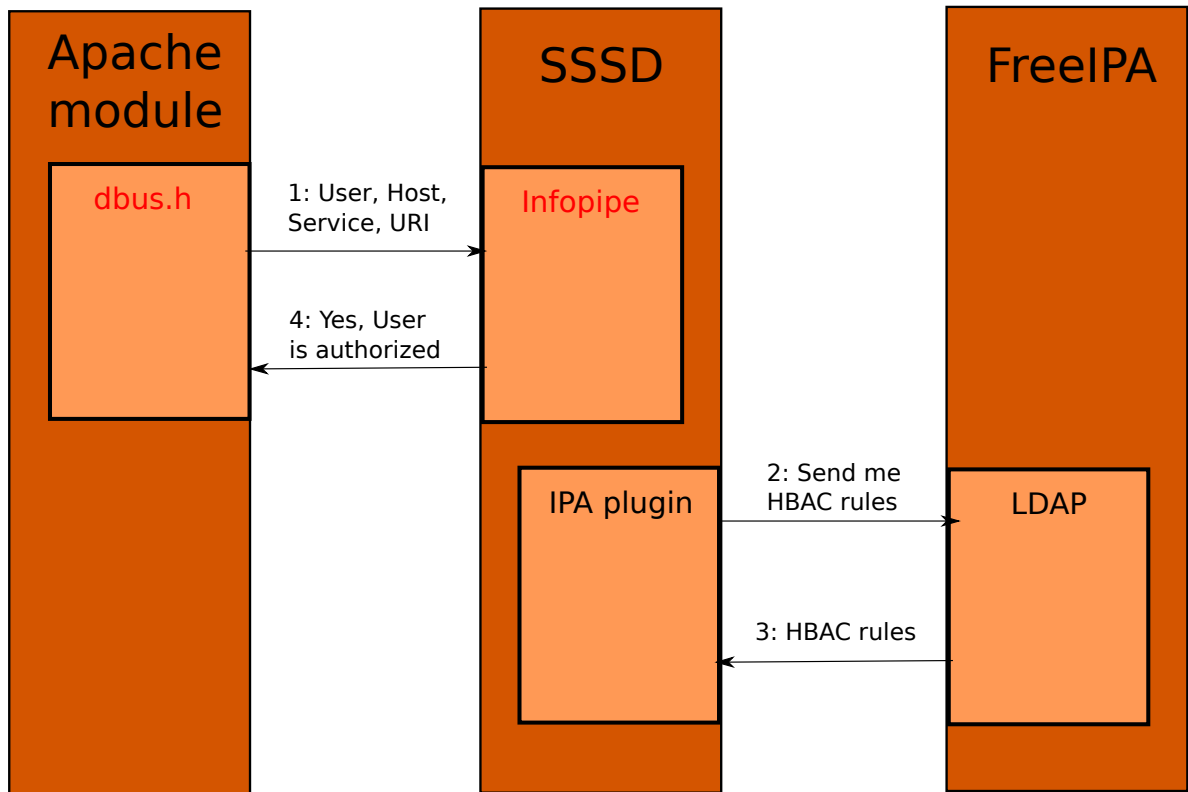 Apache
module
SSSD
FreeIPA
dbus.h
1: User, Host,
Service, URI
Infopipe
4: Yes, User
is authorized
IPA plugin
2: Send me
HBAC rules
LDAP
3: HBAC rules